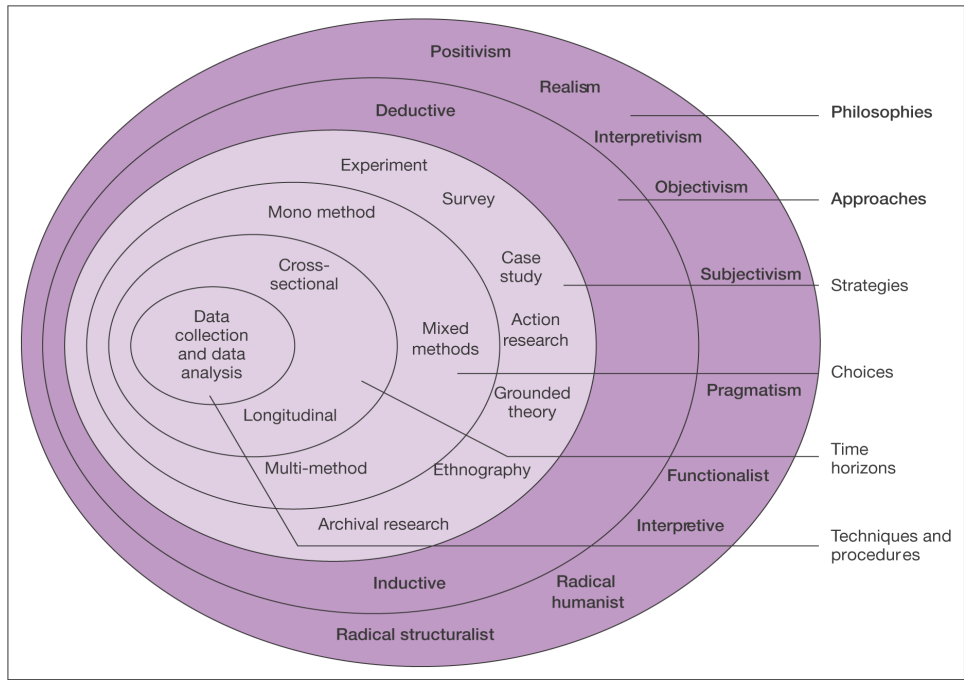 Positivism
Realism
Deductive
Philosophies
Interpretivism
Experiment
Objectivism
Survey
Approaches
Mono method
Case
study
Cross-
sectional
Subjectivism
Strategies
Data
collection
and data
analysis
Mixed
methods
Action
research
Choices
Pragmatism
Grounded
theory
Longitudinal
Time
horizons
Multi-method
Ethnography
Functionalist
Archival research
Interpretive
Techniques and
procedures
Inductive
Radical
humanist
Radical structuralist